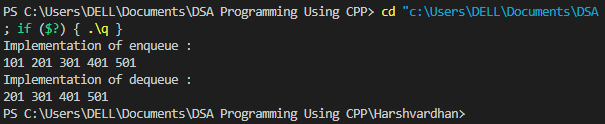 PS C:\Users\DELL\Documents\DSA Programming Using CPP> cd "c:\Users\DELL\Documents\DSA
; if ($?) { .\q }
Implementation of enqueue :
101 201 301 401 501
Implementation of dequeue :
201 301 401 501
PS C:\Users\DELL\Documents\DSA Programming Using CPP\Harshvardhan>